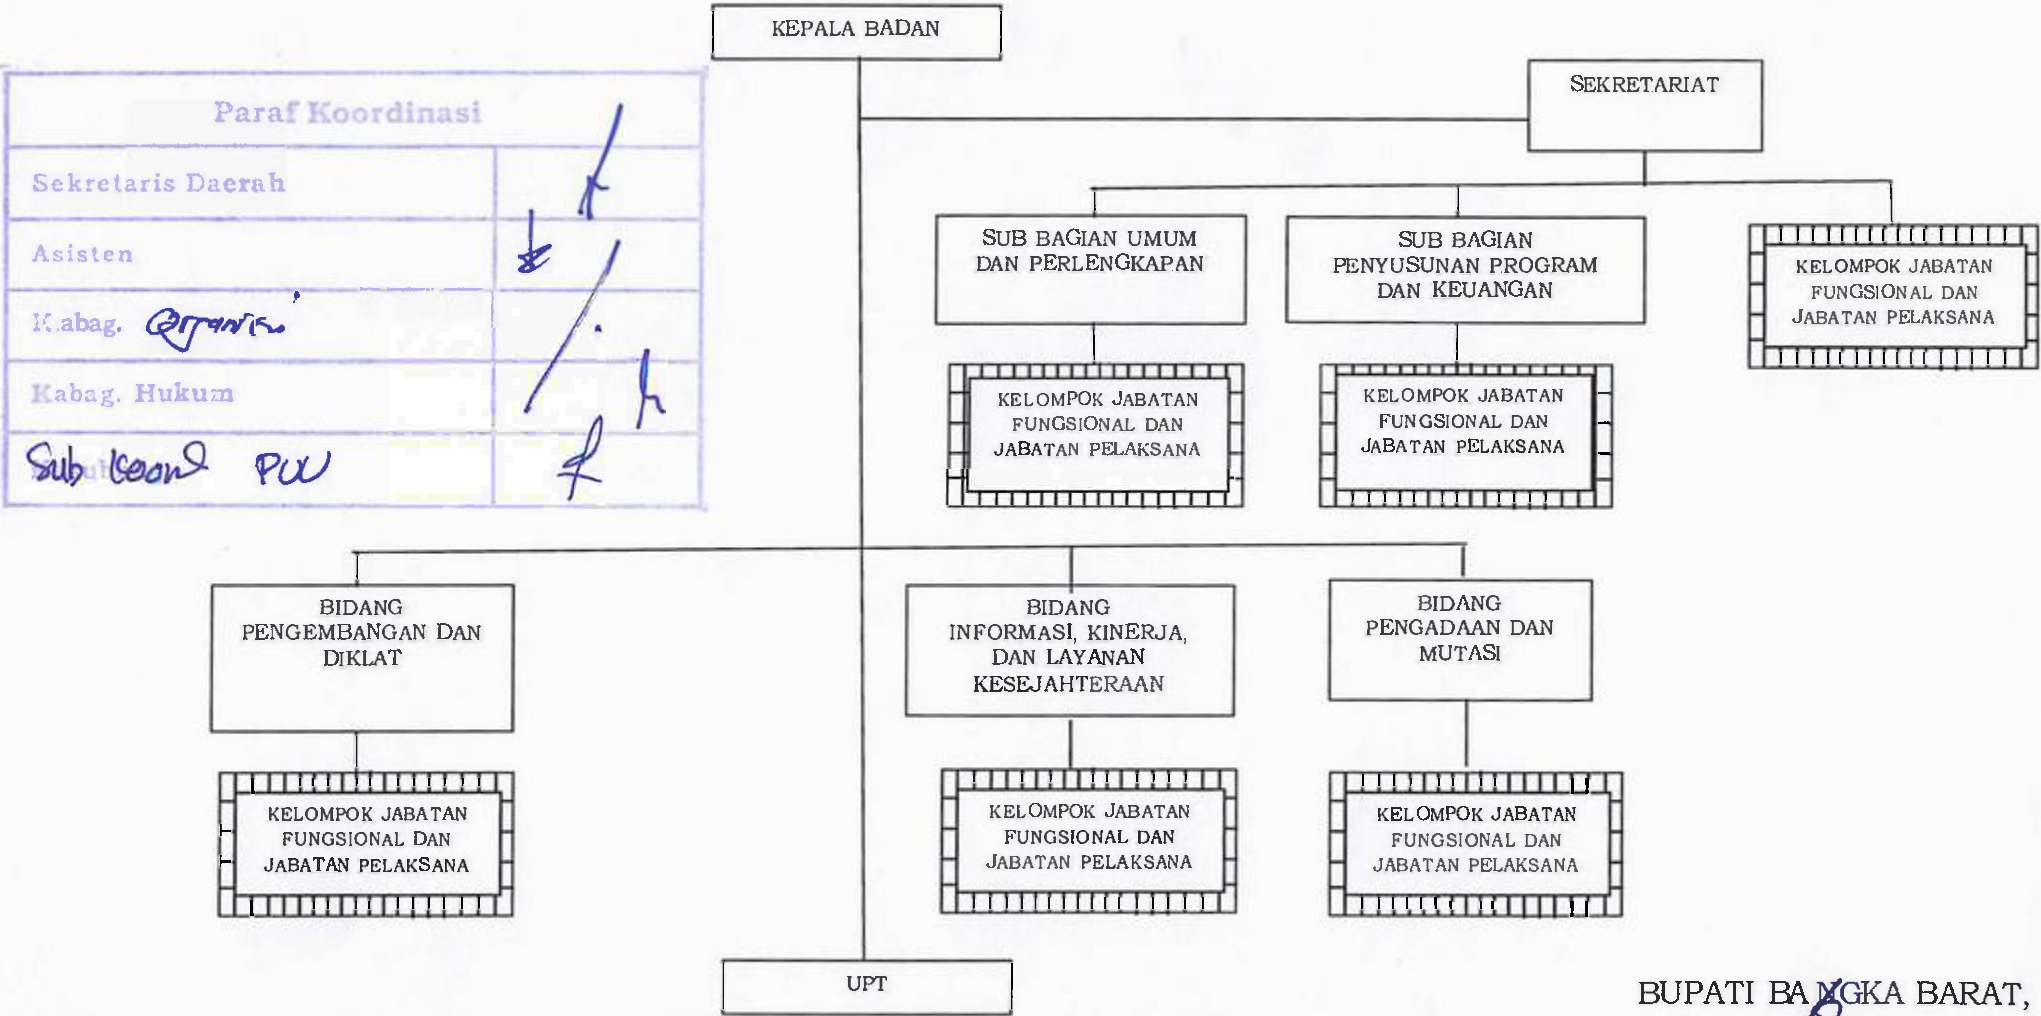 KEPALA BADAN
SEKRETARIAT
Paraf Koordinasi
Sekretaris Daerah
Asisten
Kabag. Organisasi
Kabag. Hukum
Sub Koord PUU
SUB BAGIAN UMUM
DAN PERLENGKAPAN
SUB BAGIAN
PENYUSUNAN PROGRAM
DAN KEUANGAN
KELOMPOK JABATAN
FUNGSIONAL DAN
JABATAN PELAKSANA
KELOMPOK JABATAN
FUNGSIONAL DAN
JABATAN PELAKSANA
KELOMPOK JABATAN
FUNGSIONAL DAN
JABATAN PELAKSANA
BIDANG
PENGEMBANGAN DAN
DIKLAT
BIDANG
INFORMASI, KINERJA,
DAN LAYANAN
KESEJAHTERAAN
BIDANG
PENGADAAN DAN
MUTASI
KELOMPOK JABATAN
FUNGSIONAL DAN
JABATAN PELAKSANA
KELOMPOK JABATAN
FUNGSIONAL DAN
JABATAN PELAKSANA
KELOMPOK JABATAN
FUNGSIONAL DAN
JABATAN PELAKSANA
UPT
BUPATI BANGKA BARAT,